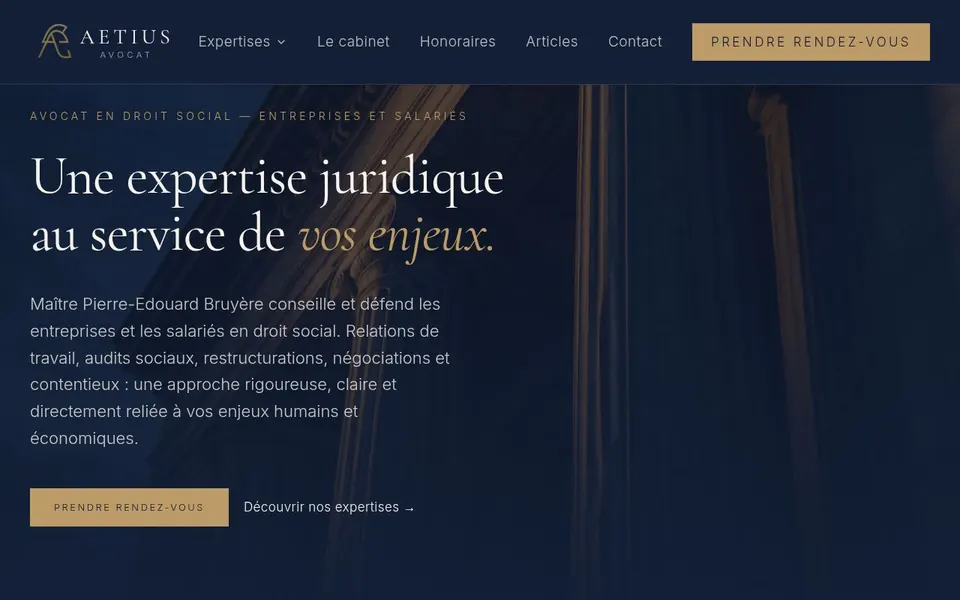 AETIUS
AVOCAT
Expertises
Le cabinet
Honoraires
Articles
Contact
PRENDRE RENDEZ-VOUS
AVOCAT EN DROIT SOCIAL — ENTREPRISES ET SALARIÉS
Une expertise juridique
au service de vos enjeux.
Maître Pierre-Edouard Bruyère conseille et défend les
entreprises et les salariés en droit social. Relations de
travail, audits sociaux, restructurations, négociations et
contentieux : une approche rigoureuse, claire et
directement reliée à vos enjeux humains et
économiques.
PRENDRE RENDEZ-VOUS
Découvrir nos expertises →